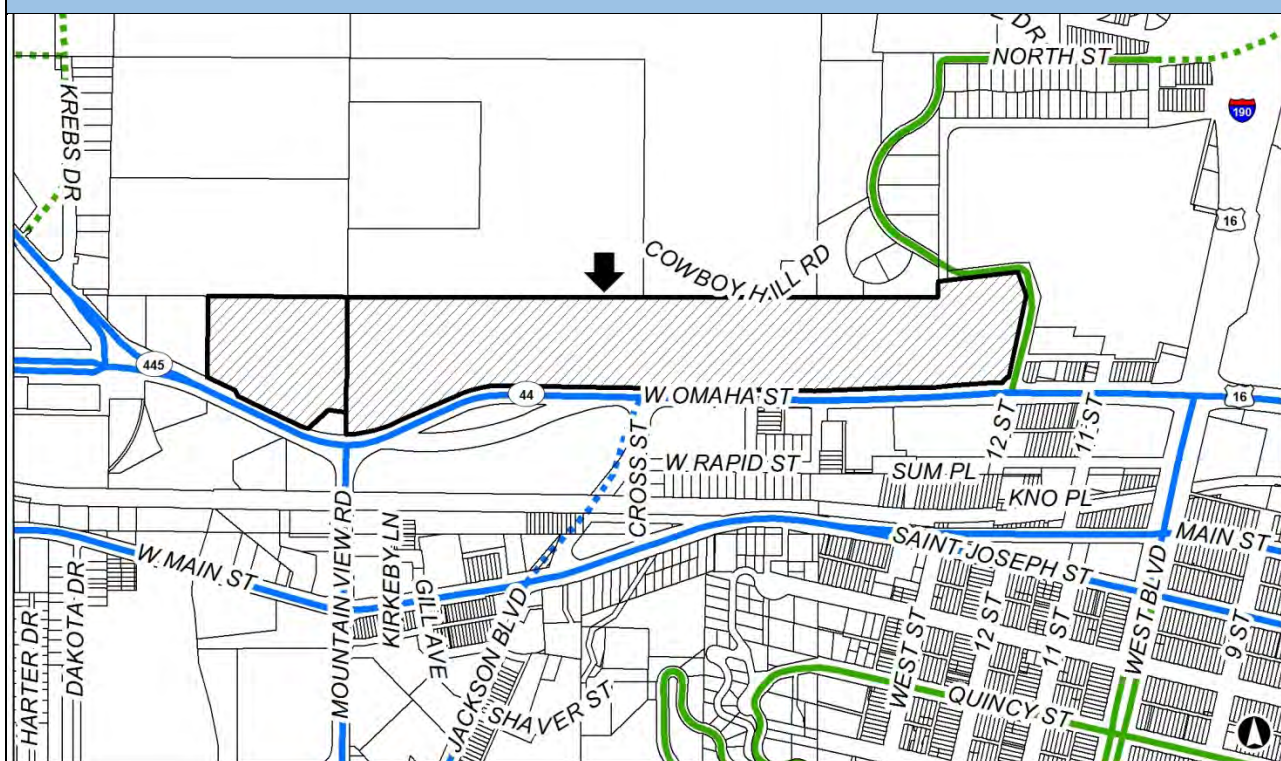 DR
NORTH ST
KREBS DR
190
16
COWBOY HILL RD
445
44
W OMAHA ST
16
CROSS ST
12 ST
11 ST
W RAPID ST
SUM PL
KNO PL
MOUNTAIN VIEW RD
KIRKEBY LN
GILL AVE
W MAIN ST
SAINT JOSEPH ST
MAIN ST
WEST BLVD
HARTER DR
DAKOTA DR
JACKSON BLVD
SHAVER ST
WEST ST
12 ST
11 ST
9 ST
QUINCY ST